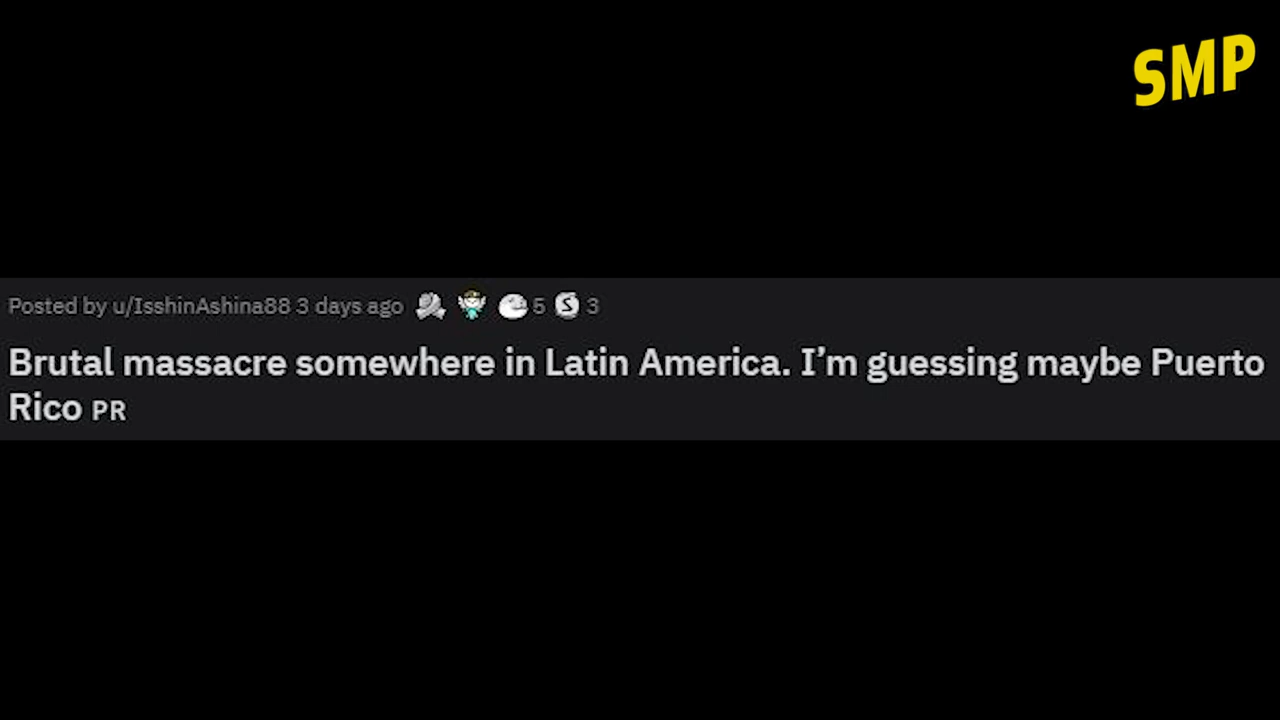 SMP
Posted by u/IsshinAshina88 3 days ago 5 3
Brutal massacre somewhere in Latin America. I’m guessing maybe Puerto
Rico PR